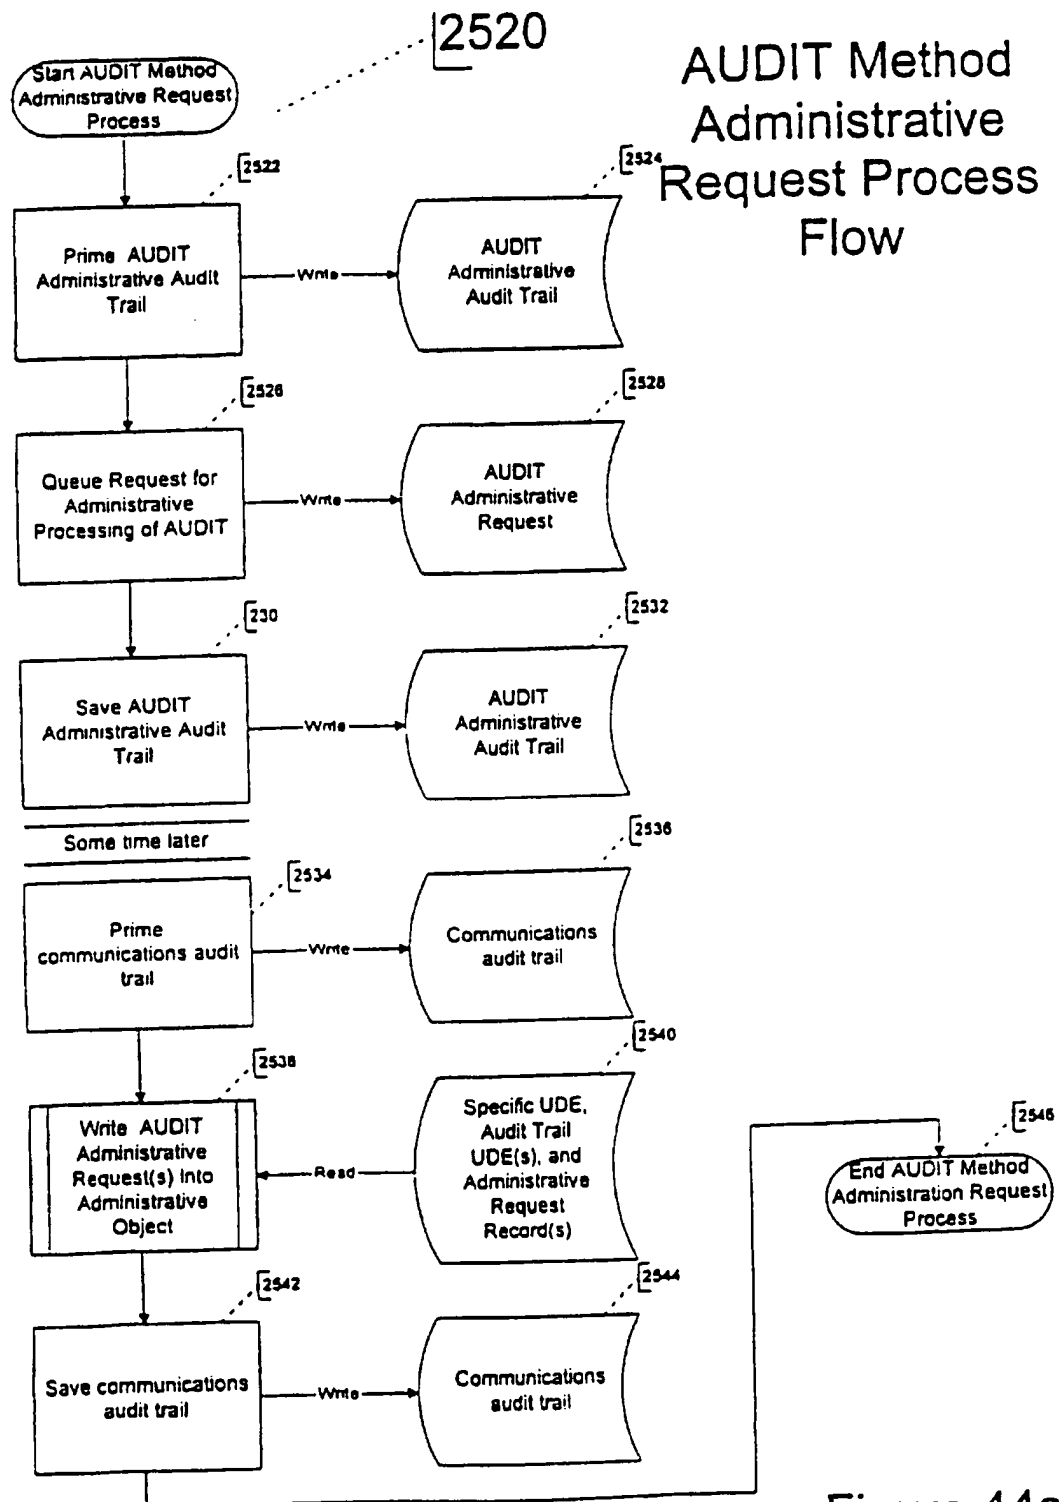 2520
AUDIT Method
Administrative
Request Process
Flow
Start AUDIT Method
Administrative Request
Process
2522
Prime AUDIT
Administrative Audit
Trail
Write
2524
AUDIT
Administrative
Audit Trail
2526
Queue Request for
Administrative
Processing of AUDIT
Write
2528
AUDIT
Administrative
Request
230
Save AUDIT
Administrative Audit
Trail
Write
2532
AUDIT
Administrative
Audit Trail
Some time later
2534
Prime
communications audit
trail
Write
2536
Communications
audit trail
2538
Write AUDIT
Administrative
Request(s) Into
Administrative
Object
Read
2540
Specific UDE,
Audit Trail
UDE(s), and
Administrative
Request
Record(s)
2542
Save communications
audit trail
Write
2544
Communications
audit trail
2546
End AUDIT Method
Administration Request
Process